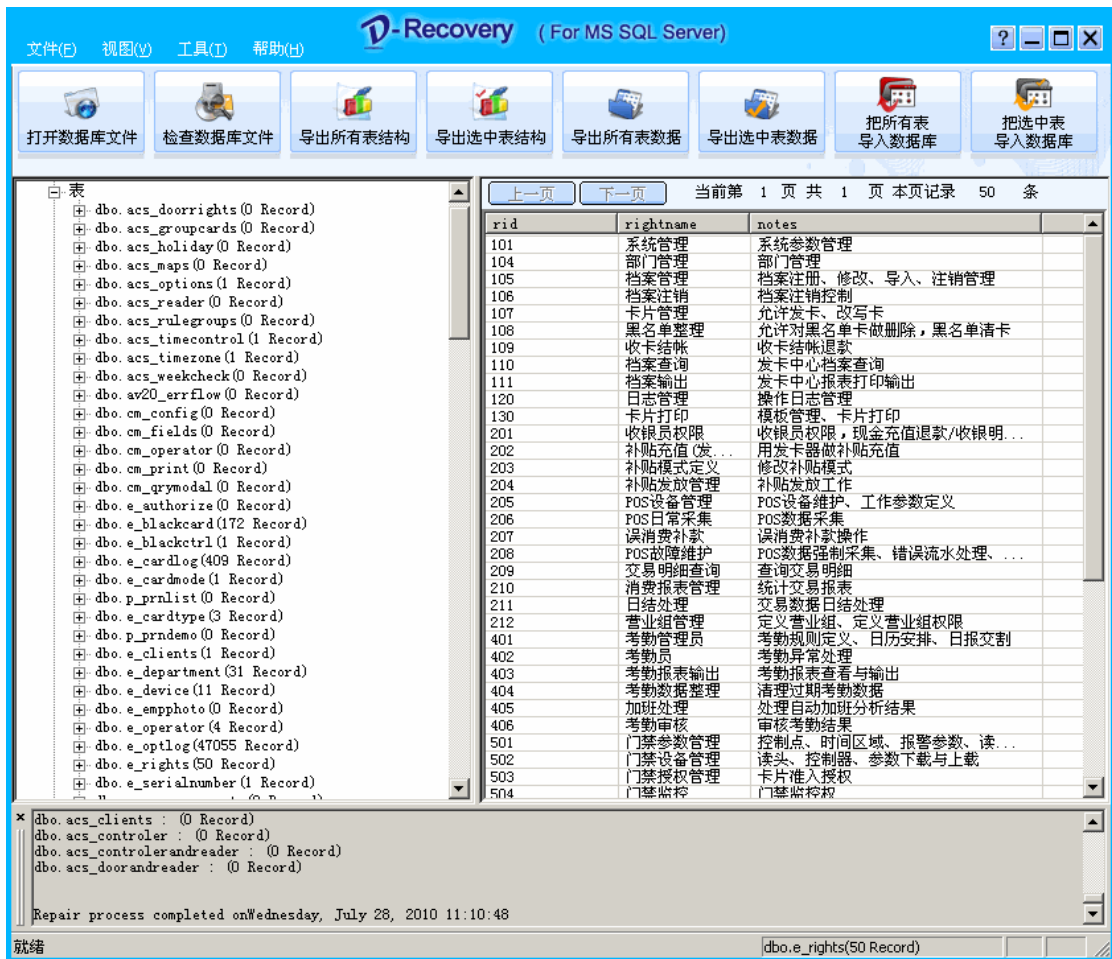 D-Recovery (For MS SQL Server)
文件(F) 视图(V) 工具(T) 帮助(H)
打开数据库文件 检查数据库文件 导出所有表结构 导出选中表结构 导出所有表数据 导出选中表数据 把所有表 导入数据库 把选中表 导入数据库
表
dbo.acs_doorrights(0 Record)
dbo.acs_groupcards(0 Record)
dbo.acs_holiday(0 Record)
dbo.acs_maps(0 Record)
dbo.acs_options(1 Record)
dbo.acs_reader(0 Record)
dbo.acs_rulegroups(0 Record)
dbo.acs_timecontrol(1 Record)
dbo.acs_timezone(1 Record)
dbo.acs_weekcheck(0 Record)
dbo.av20_errflow(0 Record)
dbo.cm_config(0 Record)
dbo.cm_fields(0 Record)
dbo.cm_operator(0 Record)
dbo.cm_print(0 Record)
dbo.cm_qrymodal(0 Record)
dbo.e_authorize(0 Record)
dbo.e_blackcard(172 Record)
dbo.e_blackctrl(1 Record)
dbo.e_cardlog(409 Record)
dbo.e_cardmode(1 Record)
dbo.p_prnlist(0 Record)
dbo.e_cardtype(3 Record)
dbo.p_prndemo(0 Record)
dbo.e_clients(1 Record)
dbo.e_department(31 Record)
dbo.e_device(11 Record)
dbo.e_empphoto(0 Record)
dbo.e_operator(4 Record)
dbo.e_optlog(47055 Record)
dbo.e_rights(50 Record)
dbo.e_serialnumber(1 Record)
上一页 下一页 当前第 1 页 共 1 页 本页记录 50 条
rid rightname notes
101 系统管理 系统参数管理
104 部门管理 部门管理
105 档案管理 档案注册、修改、导入、注销管理
106 档案注销 档案注销控制
107 卡片管理 允许发卡、改写卡
108 黑名单整理 允许对黑名单卡做删除，黑名单清卡
109 收卡结帐 收卡结帐退款
110 档案查询 发卡中心档案查询
111 档案输出 发卡中心报表打印输出
120 日志管理 操作日志管理
130 卡片打印 模板管理、卡片打印
201 收银员权限 收银员权限，现金充值退款/收银明...
202 补贴充值(发... 用发卡器做补贴充值
203 补贴模式定义 修改补贴模式
204 补贴发放管理 补贴发放工作
205 POS设备管理 POS设备维护、工作参数定义
206 POS日常采集 POS数据采集
207 误消费补款 误消费补款操作
208 POS故障维护 POS数据强制采集、错误流水处理、...
209 交易明细查询 查询交易明细
210 消费报表管理 统计交易报表
211 日结处理 交易数据日结处理
212 营业组管理 定义营业组、定义营业组权限
401 考勤管理员 考勤规则定义、日历安排、日报交割
402 考勤员 考勤异常处理
403 考勤报表输出 考勤报表查看与输出
404 考勤数据整理 清理过期考勤数据
405 加班处理 处理自动加班分析结果
406 考勤审核 审核考勤结果
501 门禁参数管理 控制点、时间区域、报警参数、读...
502 门禁设备管理 读头、控制器、参数下载与上载
503 门禁授权管理 卡片准入授权
504 门禁监控 门禁监控权
dbo.acs_clients : (0 Record)
dbo.acs_controler : (0 Record)
dbo.acs_controlerandreader : (0 Record)
dbo.acs_doorandreader : (0 Record)
Repair process completed onWednesday, July 28, 2010 11:10:48
就绪 dbo.e_rights(50 Record)